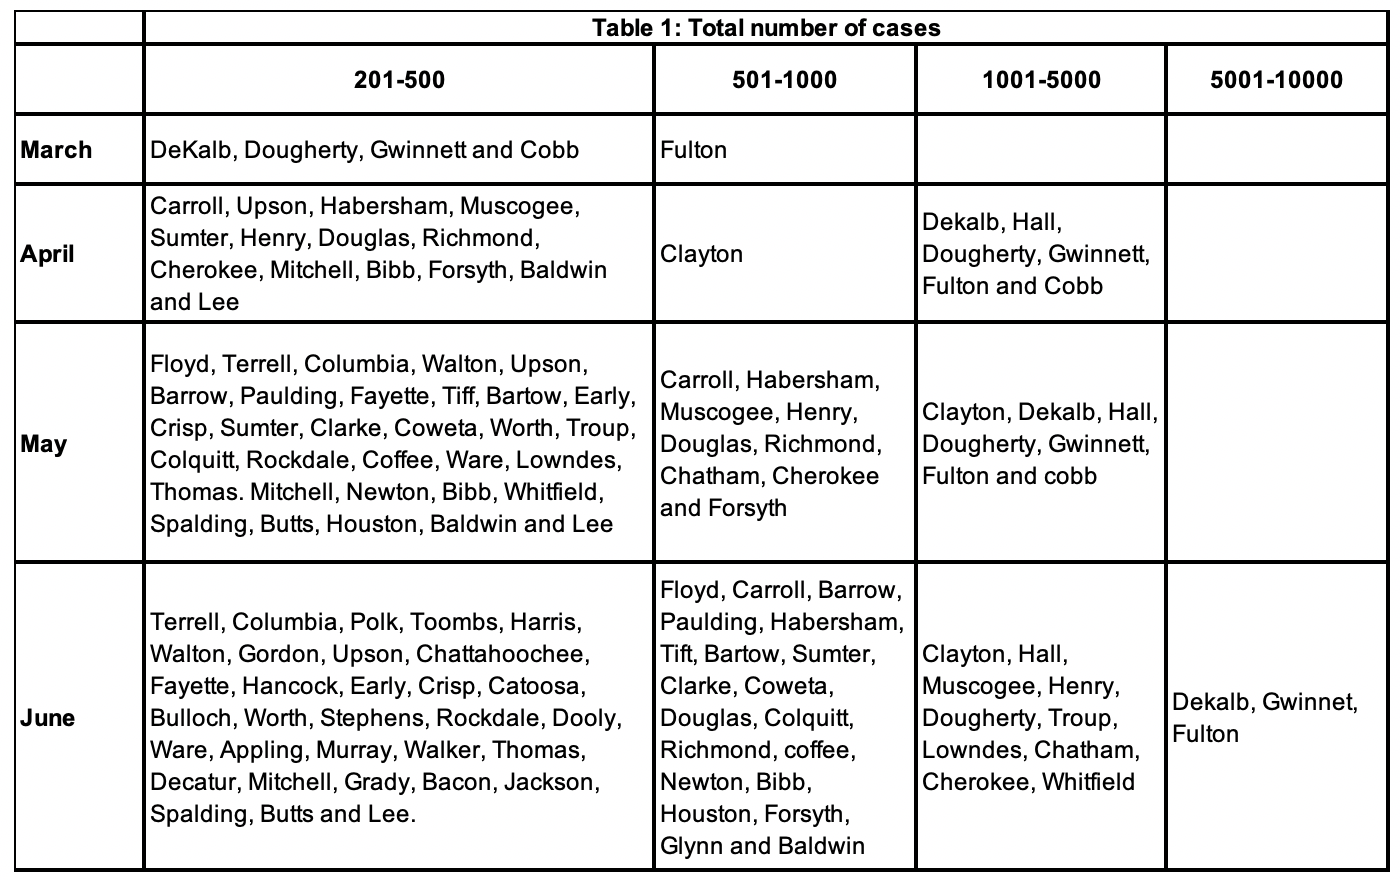 Table 1: Total number of cases
201-500
501-1000
1001-5000
5001-10000
March
DeKalb, Dougherty, Gwinnett and Cobb
Fulton
April
Carroll, Upson, Habersham, Muscogee,
Sumter, Henry, Douglas, Richmond,
Cherokee, Mitchell, Bibb, Forsyth, Baldwin
and Lee
Clayton
Dekalb, Hall,
Dougherty, Gwinnett,
Fulton and Cobb
May
Floyd, Terrell, Columbia, Walton, Upson,
Barrow, Paulding, Fayette, Tiff, Bartow, Early,
Crisp, Sumter, Clarke, Coweta, Worth, Troup,
Colquitt, Rockdale, Coffee, Ware, Lowndes,
Thomas. Mitchell, Newton, Bibb, Whitfield,
Spalding, Butts, Houston, Baldwin and Lee
Carroll, Habersham,
Muscogee, Henry,
Douglas, Richmond,
Chatham, Cherokee
and Forsyth
Clayton, Dekalb, Hall,
Dougherty, Gwinnett,
Fulton and cobb
June
Terrell, Columbia, Polk, Toombs, Harris,
Walton, Gordon, Upson, Chattahoochee,
Fayette, Hancock, Early, Crisp, Catoosa,
Bulloch, Worth, Stephens, Rockdale, Dooly,
Ware, Appling, Murray, Walker, Thomas,
Decatur, Mitchell, Grady, Bacon, Jackson,
Spalding, Butts and Lee.
Floyd, Carroll, Barrow,
Paulding, Habersham,
Tift, Bartow, Sumter,
Clarke, Coweta,
Douglas, Colquitt,
Richmond, coffee,
Newton, Bibb,
Houston, Forsyth,
Glynn and Baldwin
Clayton, Hall,
Muscogee, Henry,
Dougherty, Troup,
Lowndes, Chatham,
Cherokee, Whitfield
Dekalb, Gwinnet,
Fulton